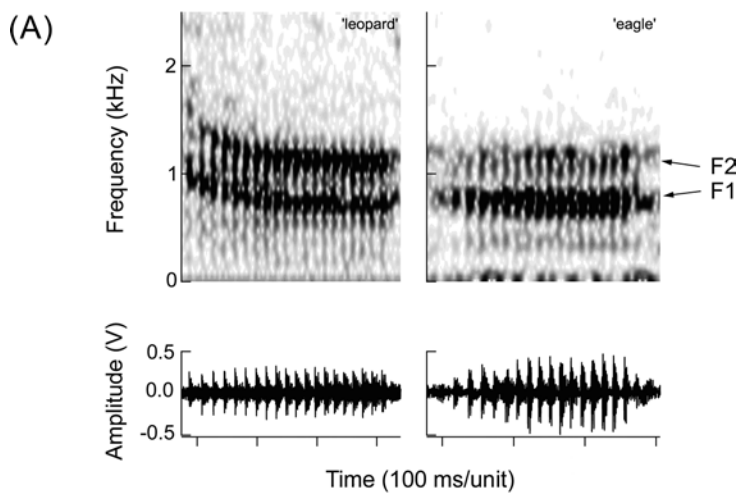 (A)
'leopard'
'eagle'
2
1
0
Frequency (kHz)
F2
F1
0.5
0.0
-0.5
Amplitude (V)
Time (100 ms/unit)